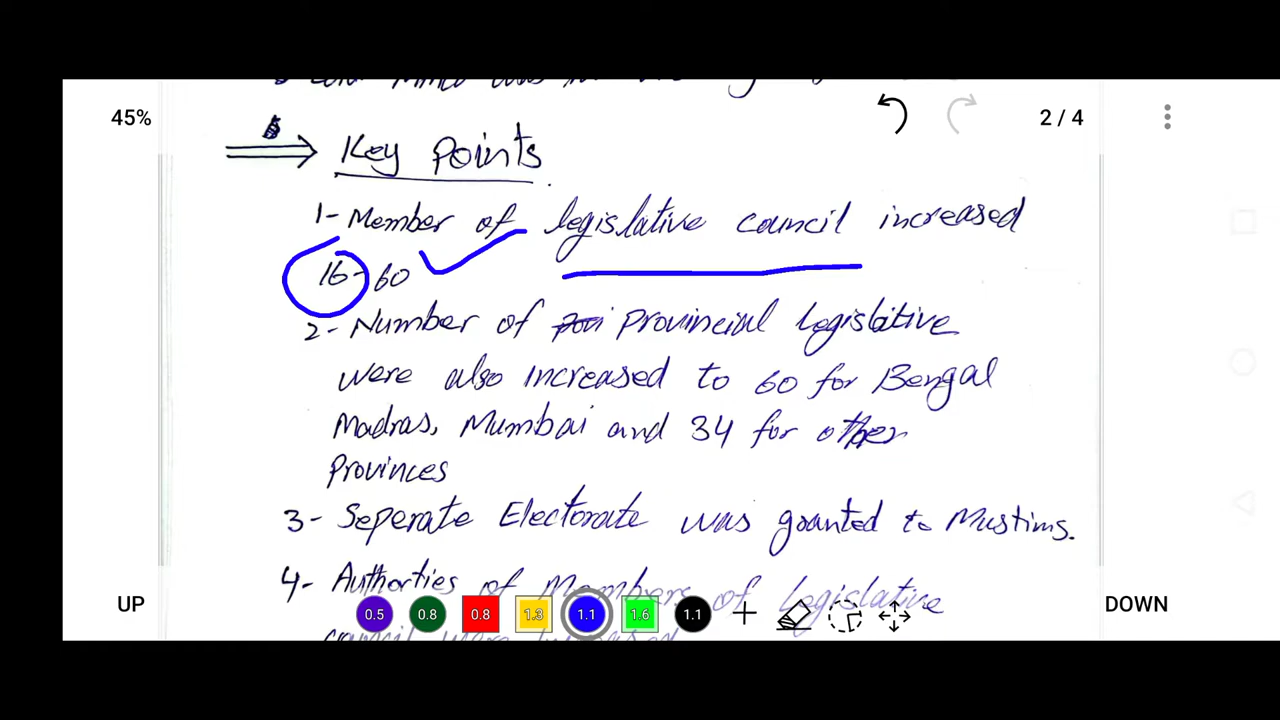 45%
2 / 4
Key Points
1- Member of legislative council increased
16-60
2- Number of provincial legislative
were also increased to 60 for Bengal
Madras, Mumbai and 34 for other
Provinces
3- Seperate Electorate was granted to Mustims.
4- Authorties of Members of Legislative
council were
UP
DOWN
0.5 0.8 0.8 1.3 1.1 1.6 1.1